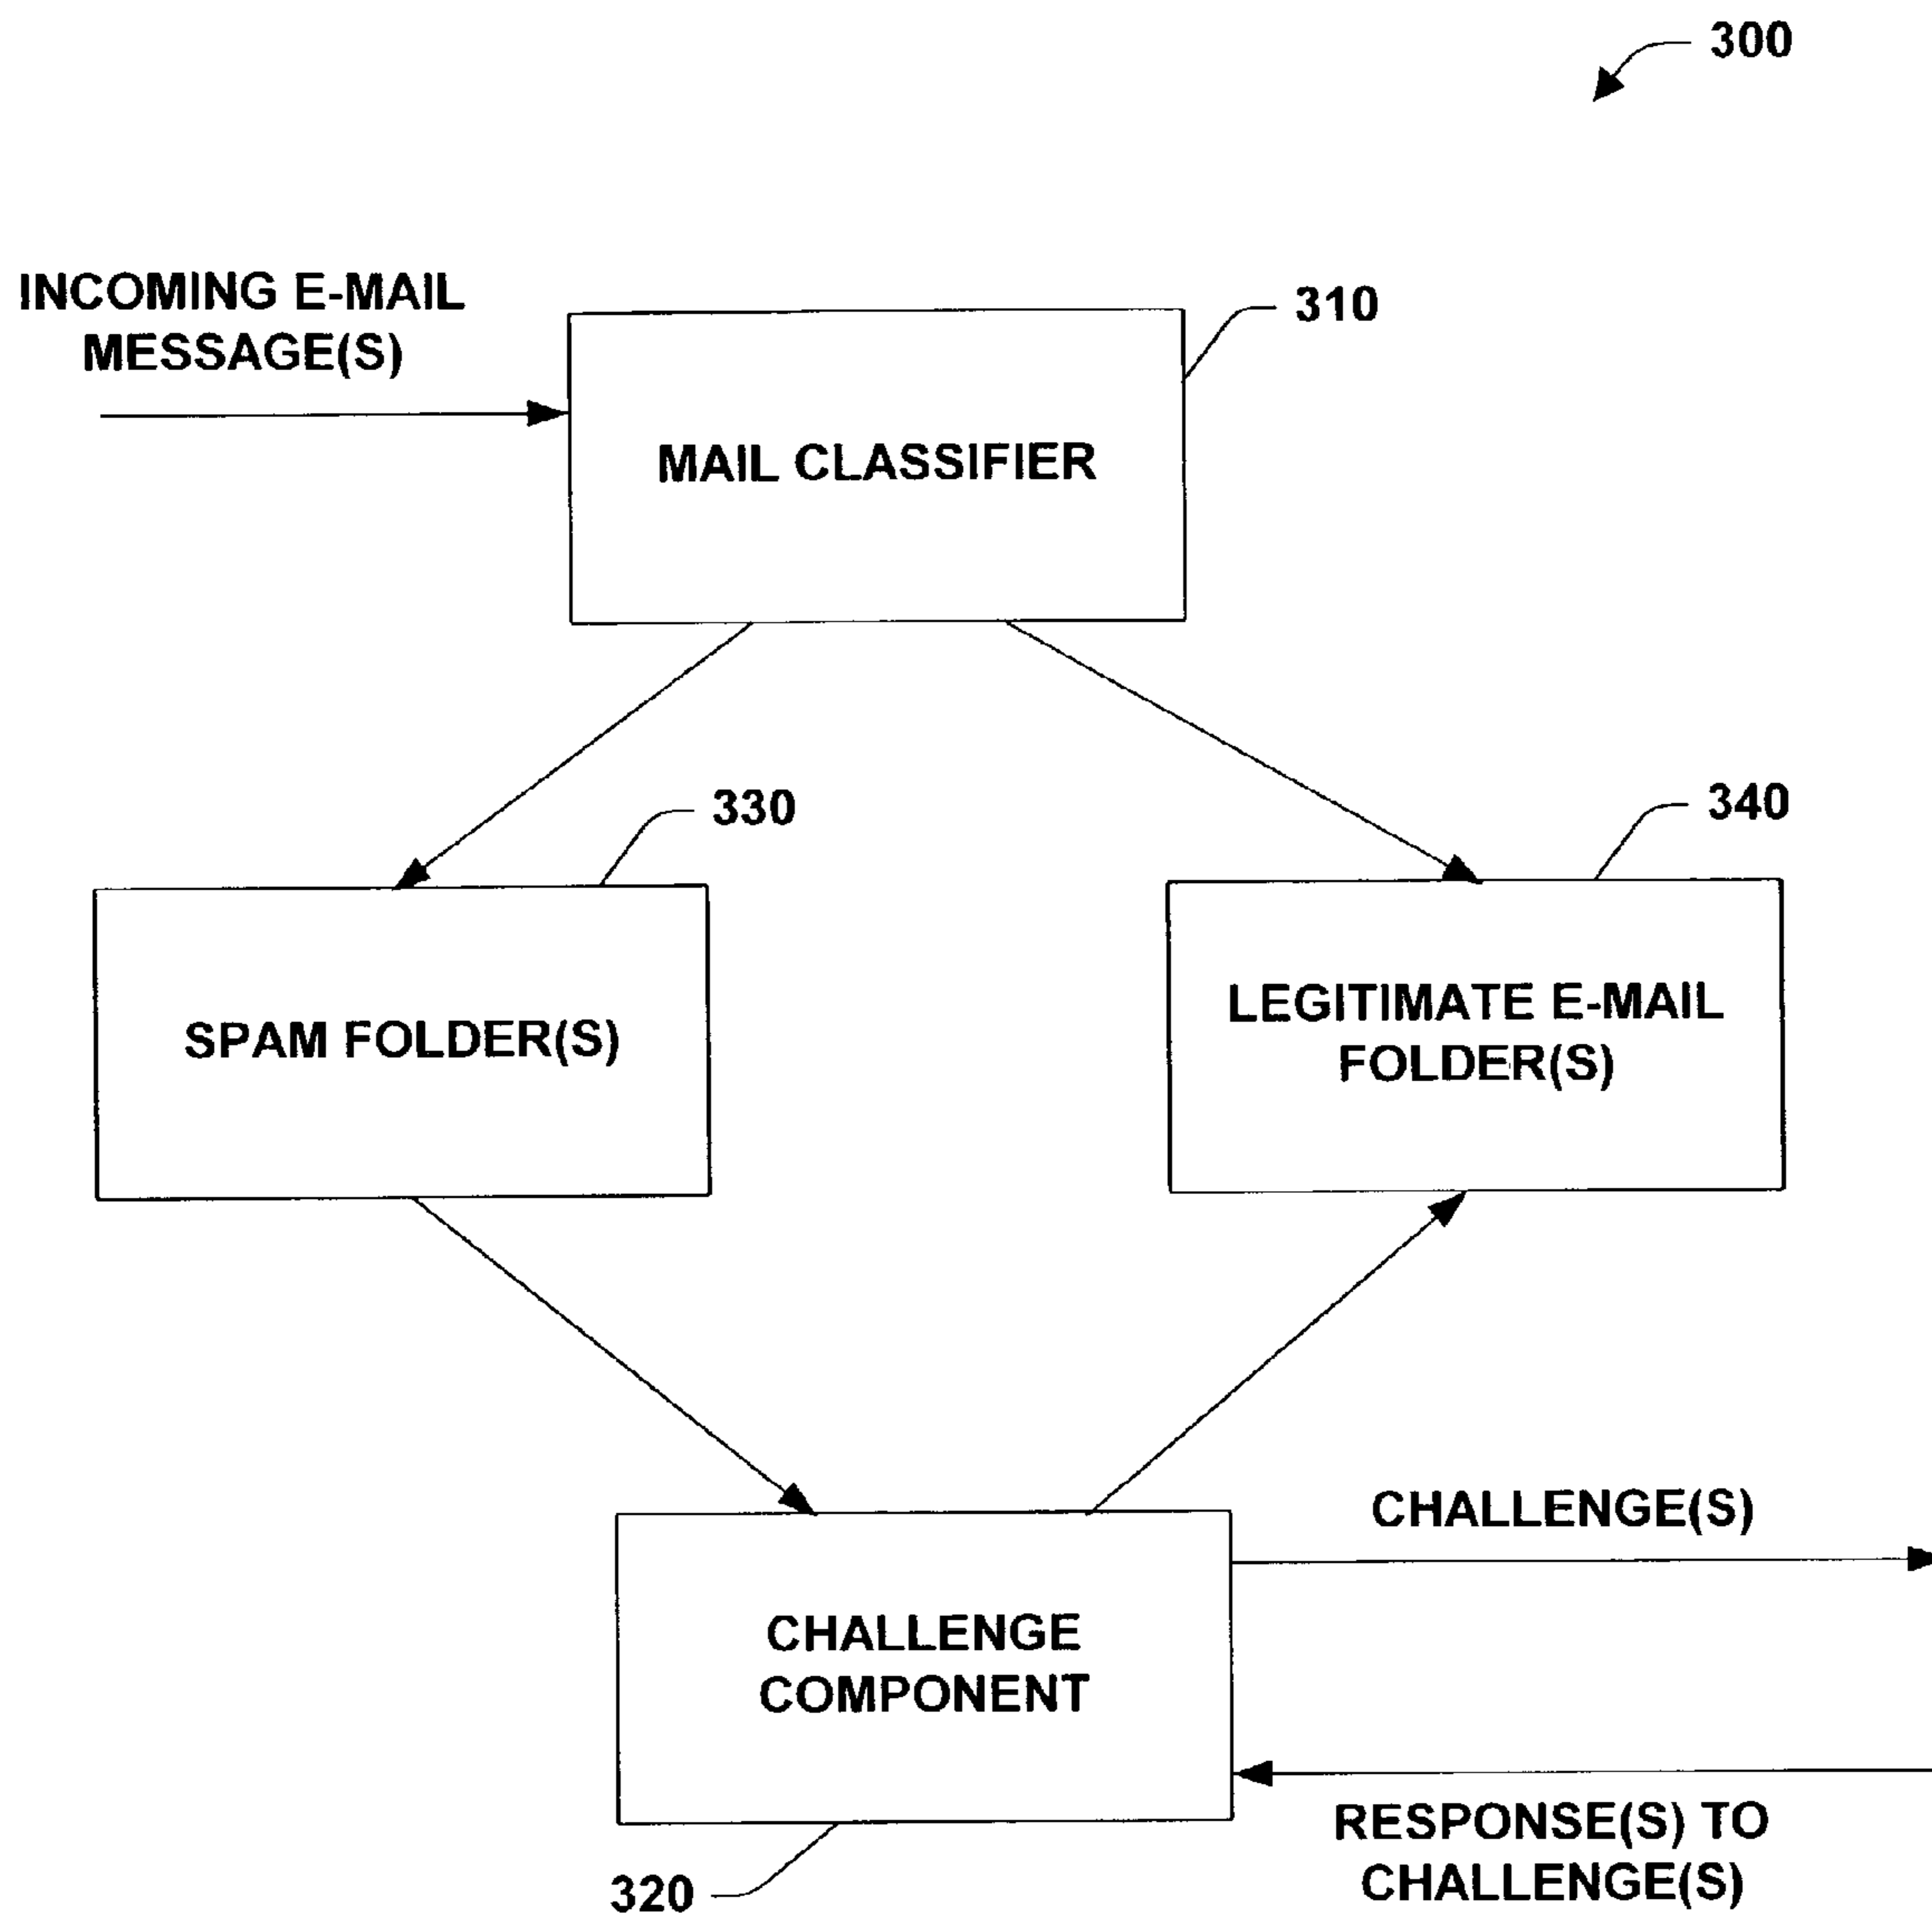 300
INCOMING E-MAIL
MESSAGE(S)
310
MAIL CLASSIFIER
330
340
SPAM FOLDER(S)
LEGITIMATE E-MAIL
FOLDER(S)
CHALLENGE(S)
CHALLENGE
COMPONENT
RESPONSE(S) TO
CHALLENGE(S)
320